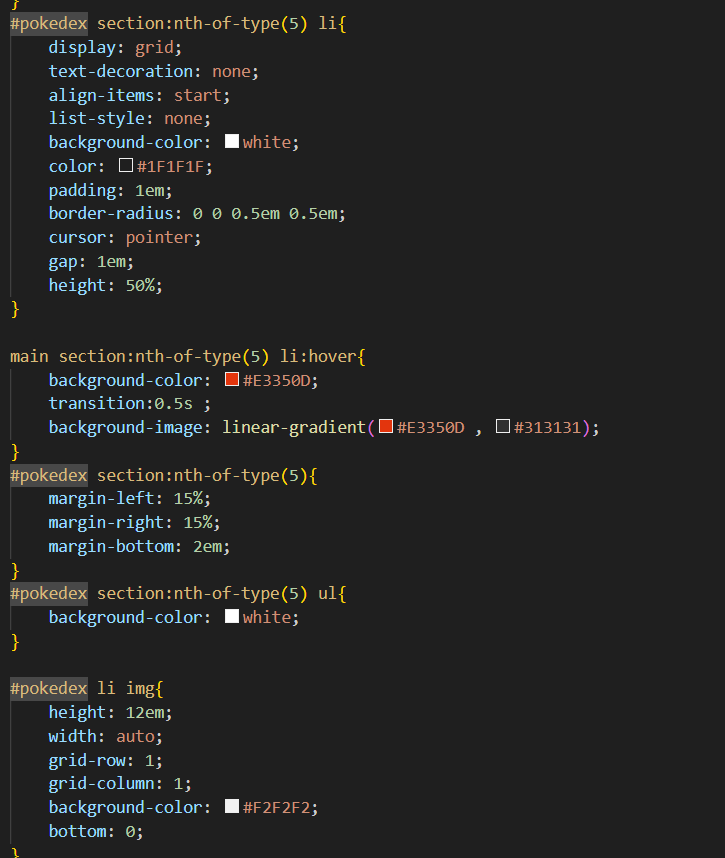 }
#pokedex section:nth-of-type(5) li{
    display: grid;
    text-decoration: none;
    align-items: start;
    list-style: none;
    background-color: white;
    color: #1F1F1F;
    padding: 1em;
    border-radius: 0 0 0.5em 0.5em;
    cursor: pointer;
    gap: 1em;
    height: 50%;
}

main section:nth-of-type(5) li:hover{
    background-color: #E3350D;
    transition:0.5s ;
    background-image: linear-gradient(#E3350D , #313131);
}
#pokedex section:nth-of-type(5){
    margin-left: 15%;
    margin-right: 15%;
    margin-bottom: 2em;
}
#pokedex section:nth-of-type(5) ul{
    background-color: white;
}

#pokedex li img{
    height: 12em;
    width: auto;
    grid-row: 1;
    grid-column: 1;
    background-color: #F2F2F2;
    bottom: 0;
}